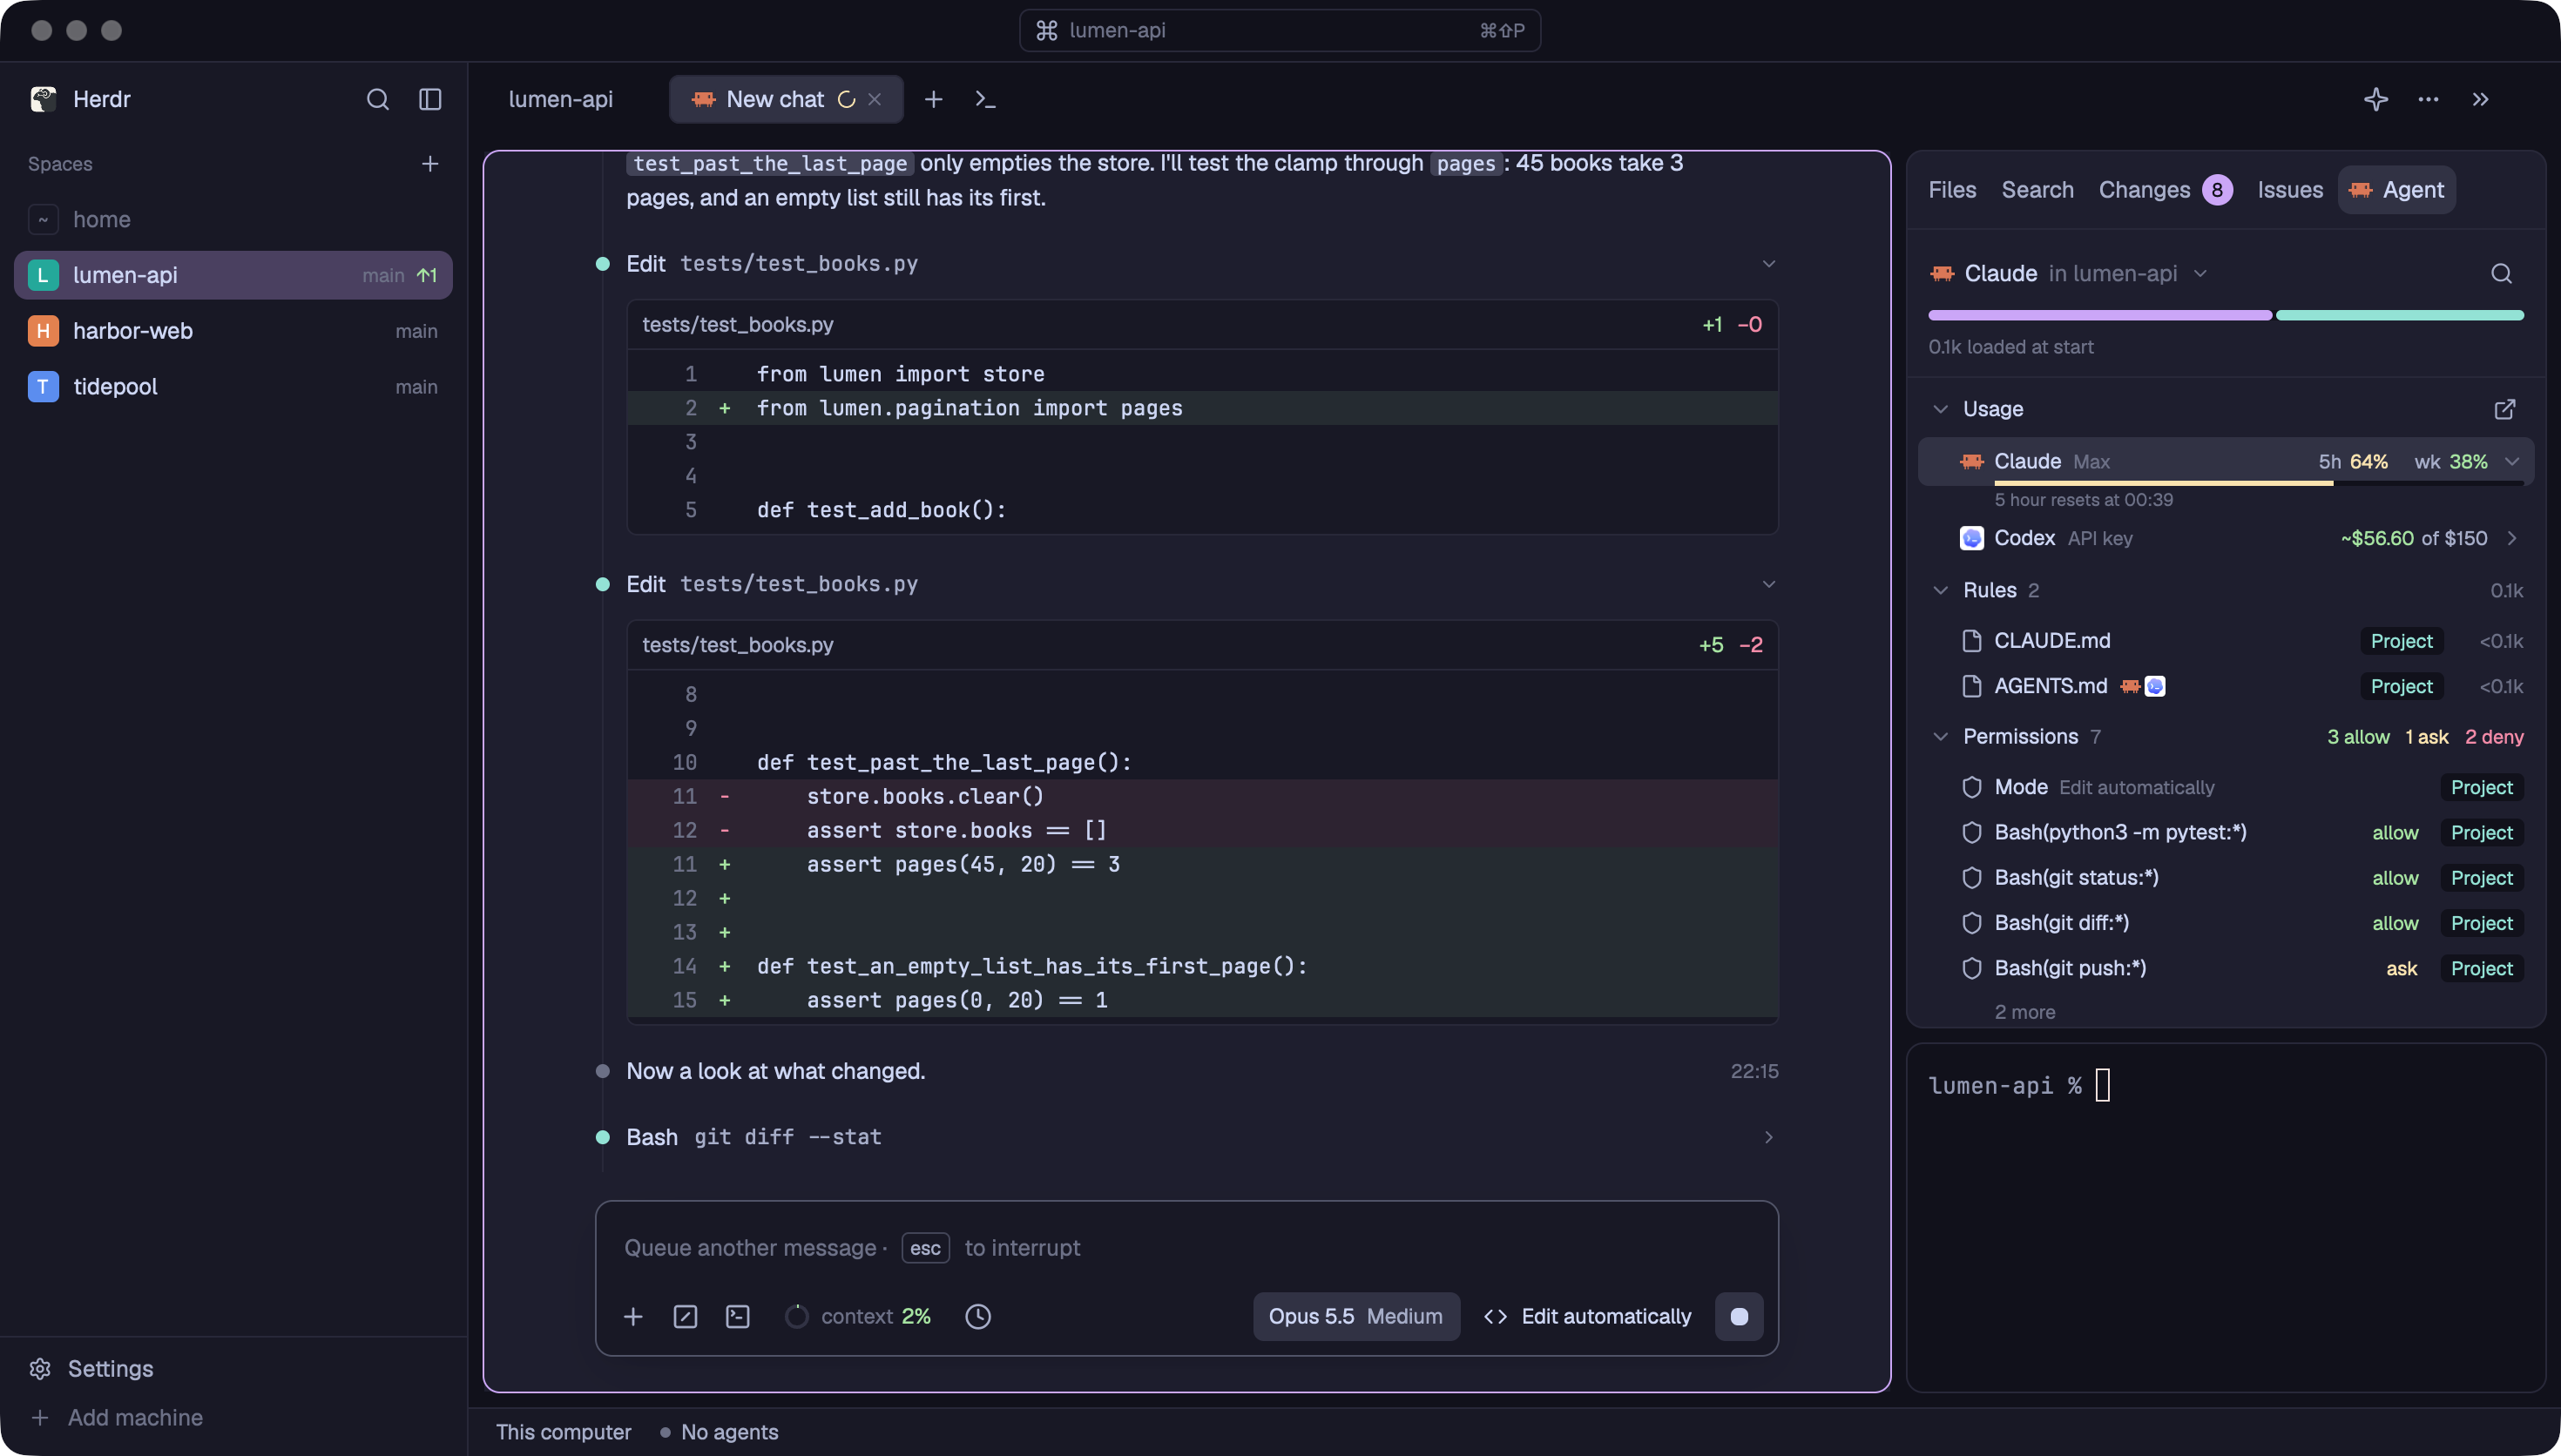 lumen-api
⌘⇧P
Herdr
Spaces
~ home
L lumen-api main ↑1
H harbor-web main
T tidepool main
Settings
Add machine
lumen-api
New chat
test_past_the_last_page only empties the store. I'll test the clamp through pages: 45 books take 3
pages, and an empty list still has its first.
Edit tests/test_books.py
tests/test_books.py +1 −0
1 from lumen import store
2 + from lumen.pagination import pages
3
4
5 def test_add_book():
Edit tests/test_books.py
tests/test_books.py +5 −2
8
9
10 def test_past_the_last_page():
11 - store.books.clear()
12 - assert store.books == []
11 + assert pages(45, 20) == 3
12 +
13 +
14 + def test_an_empty_list_has_its_first_page():
15 + assert pages(0, 20) == 1
Now a look at what changed. 22:15
Bash git diff --stat
Queue another message · esc to interrupt
context 2%
Opus 5.5 Medium
Edit automatically
This computer No agents
Files Search Changes 8 Issues Agent
Claude in lumen-api
0.1k loaded at start
Usage
Claude Max 5h 64% wk 38%
5 hour resets at 00:39
Codex API key ~$56.60 of $150
Rules 2 0.1k
CLAUDE.md Project <0.1k
AGENTS.md Project <0.1k
Permissions 7 3 allow 1 ask 2 deny
Mode Edit automatically Project
Bash(python3 -m pytest:*) allow Project
Bash(git status:*) allow Project
Bash(git diff:*) allow Project
Bash(git push:*) ask Project
2 more
lumen-api %